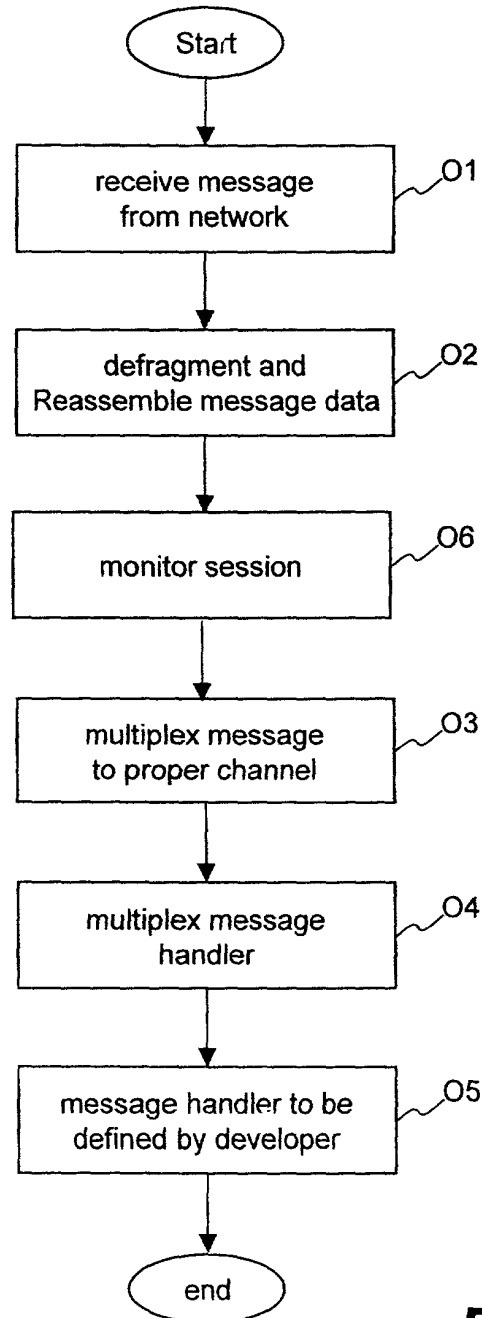 Start
receive message
from network
O1
defragment and
Reassemble message data
O2
monitor session
O6
multiplex message
to proper channel
O3
multiplex message
handler
O4
message handler to be
defined by developer
O5
end